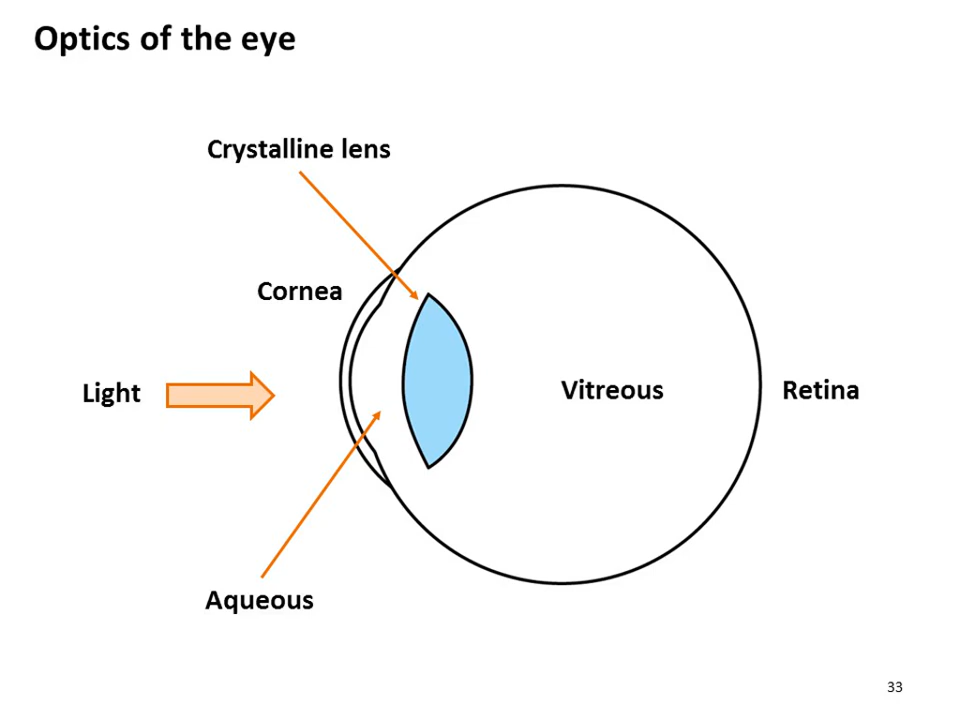 Optics of the eye
Crystalline lens
Cornea
Light
Vitreous
Retina
Aqueous
33